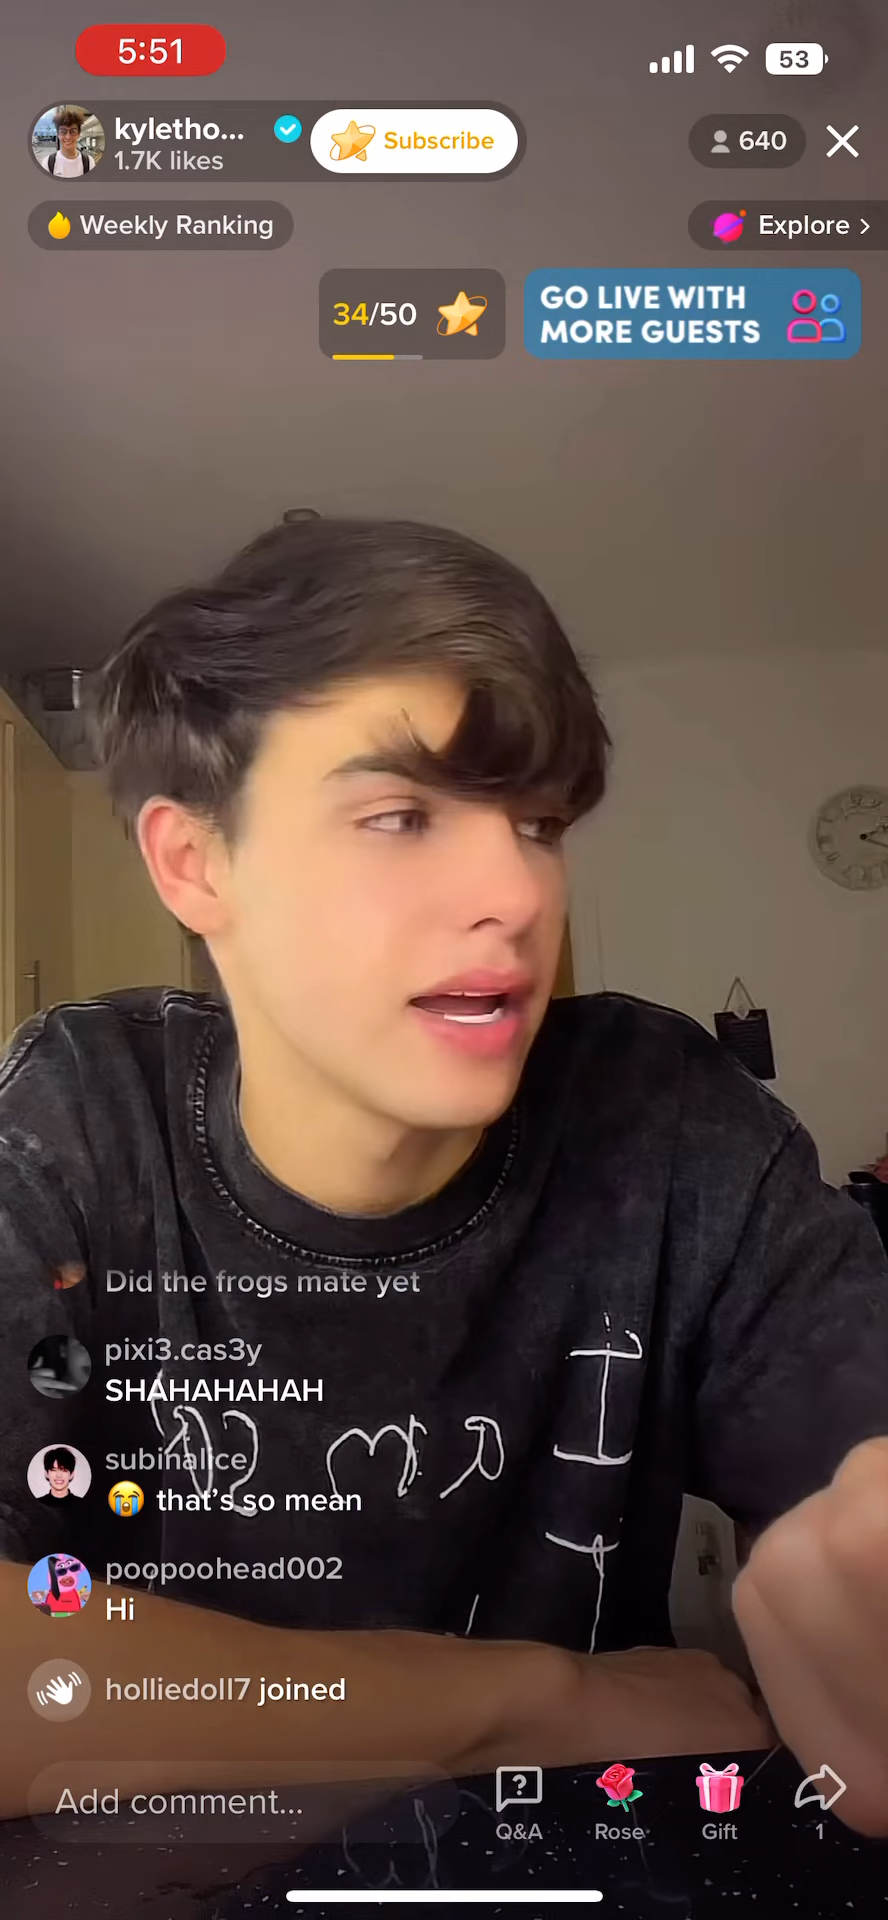 5:51
53
kyletho...
1.7K likes
Subscribe
640
Weekly Ranking
Explore
34/50
GO LIVE WITH
MORE GUESTS
Did the frogs mate yet
pixi3.cas3y
SHAHAHAHAH
subinalice
😭 that's so mean
poopoohead002
Hi
holliedoll7 joined
Add comment...
Q&A
Rose
Gift
1